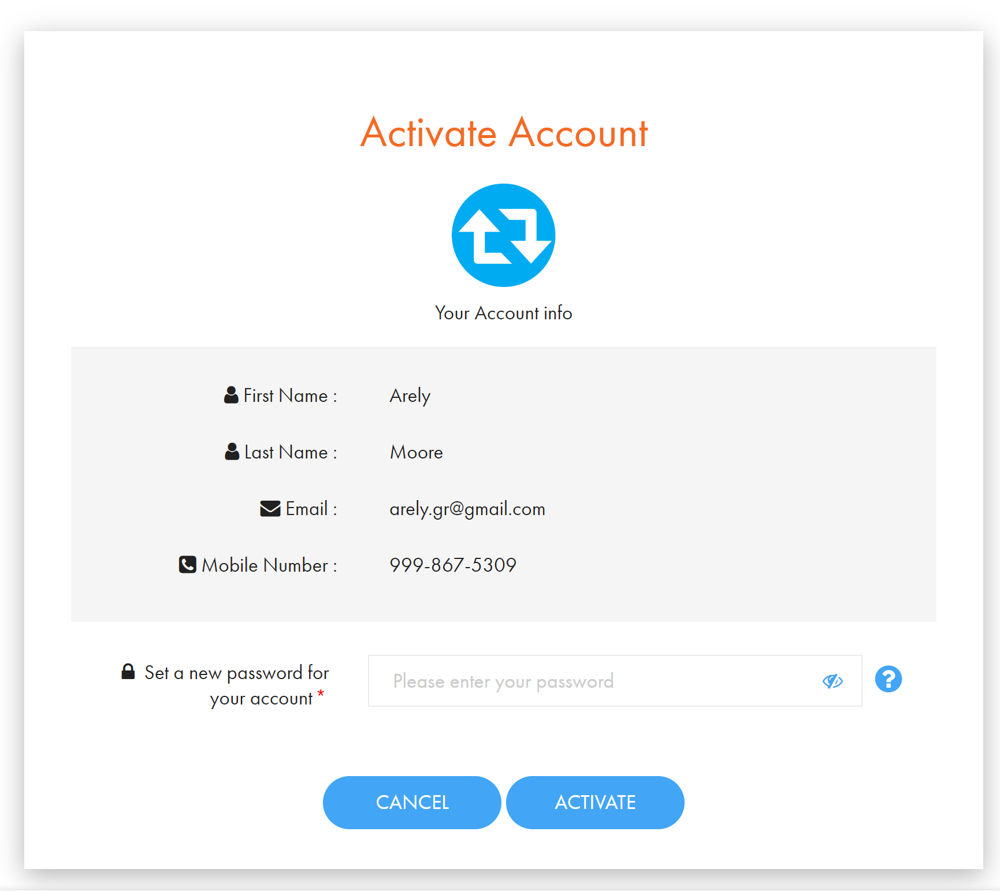 Activate Account
Your Account info
First Name : Arely
Last Name : Moore
Email : arely.gr@gmail.com
Mobile Number : 999-867-5309
Set a new password for
your account *
Please enter your password
?
CANCEL ACTIVATE